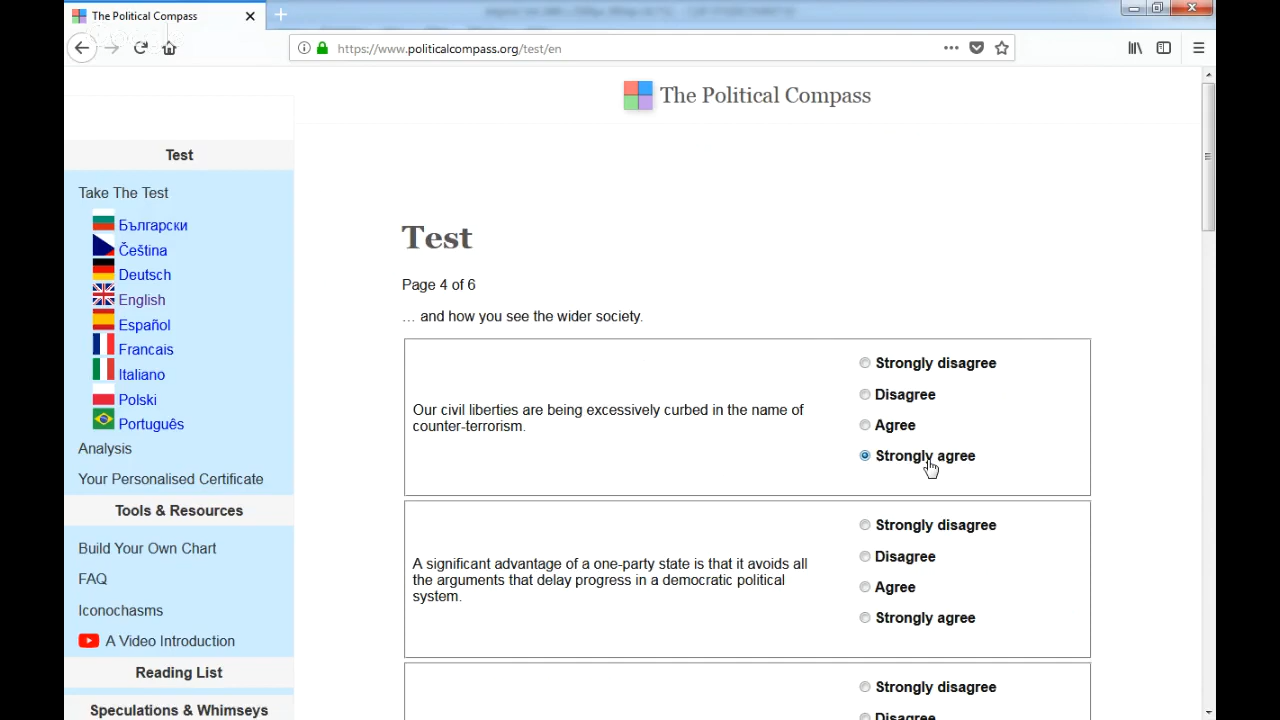 The Political Compass
https://www.politicalcompass.org/test/en
The Political Compass
Test
Take The Test
Български
Čeština
Deutsch
English
Español
Francais
Italiano
Polski
Português
Analysis
Your Personalised Certificate
Tools & Resources
Build Your Own Chart
FAQ
Iconochasms
A Video Introduction
Reading List
Speculations & Whimseys
Test
Page 4 of 6
… and how you see the wider society.
Our civil liberties are being excessively curbed in the name of
counter-terrorism.
Strongly disagree
Disagree
Agree
Strongly agree
A significant advantage of a one-party state is that it avoids all
the arguments that delay progress in a democratic political
system.
Strongly disagree
Disagree
Agree
Strongly agree
Strongly disagree
Disagree